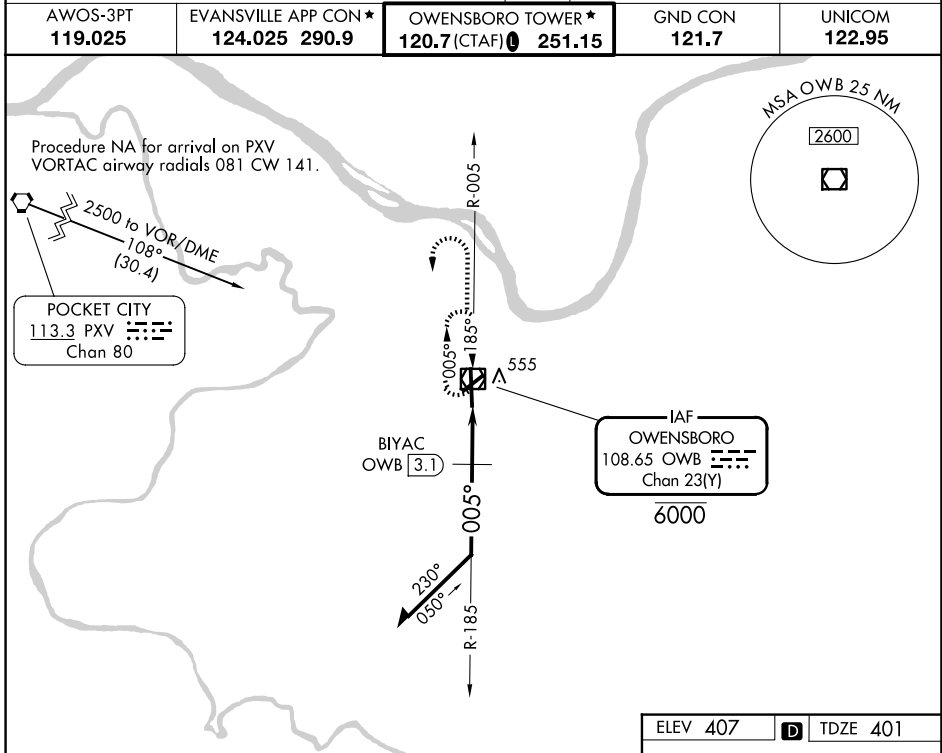 AWOS-3PT
119.025
EVANSVILLE APP CON★
124.025 290.9
OWENSBORO TOWER★
120.7 (CTAF) L 251.15
GND CON
121.7
UNICOM
122.95
MSA OWB 25 NM
2600
Procedure NA for arrival on PXV
VORTAC airway radials 081 CW 141.
2500 to VOR/DME
108°
(30.4)
POCKET CITY
113.3 PXV
Chan 80
R-005
005°
185°
555
BIYAC
OWB 3.1
IAF
OWENSBORO
108.65 OWB
Chan 23(Y)
6000
005°
230°
050°
R-185
ELEV 407
D
TDZE 401